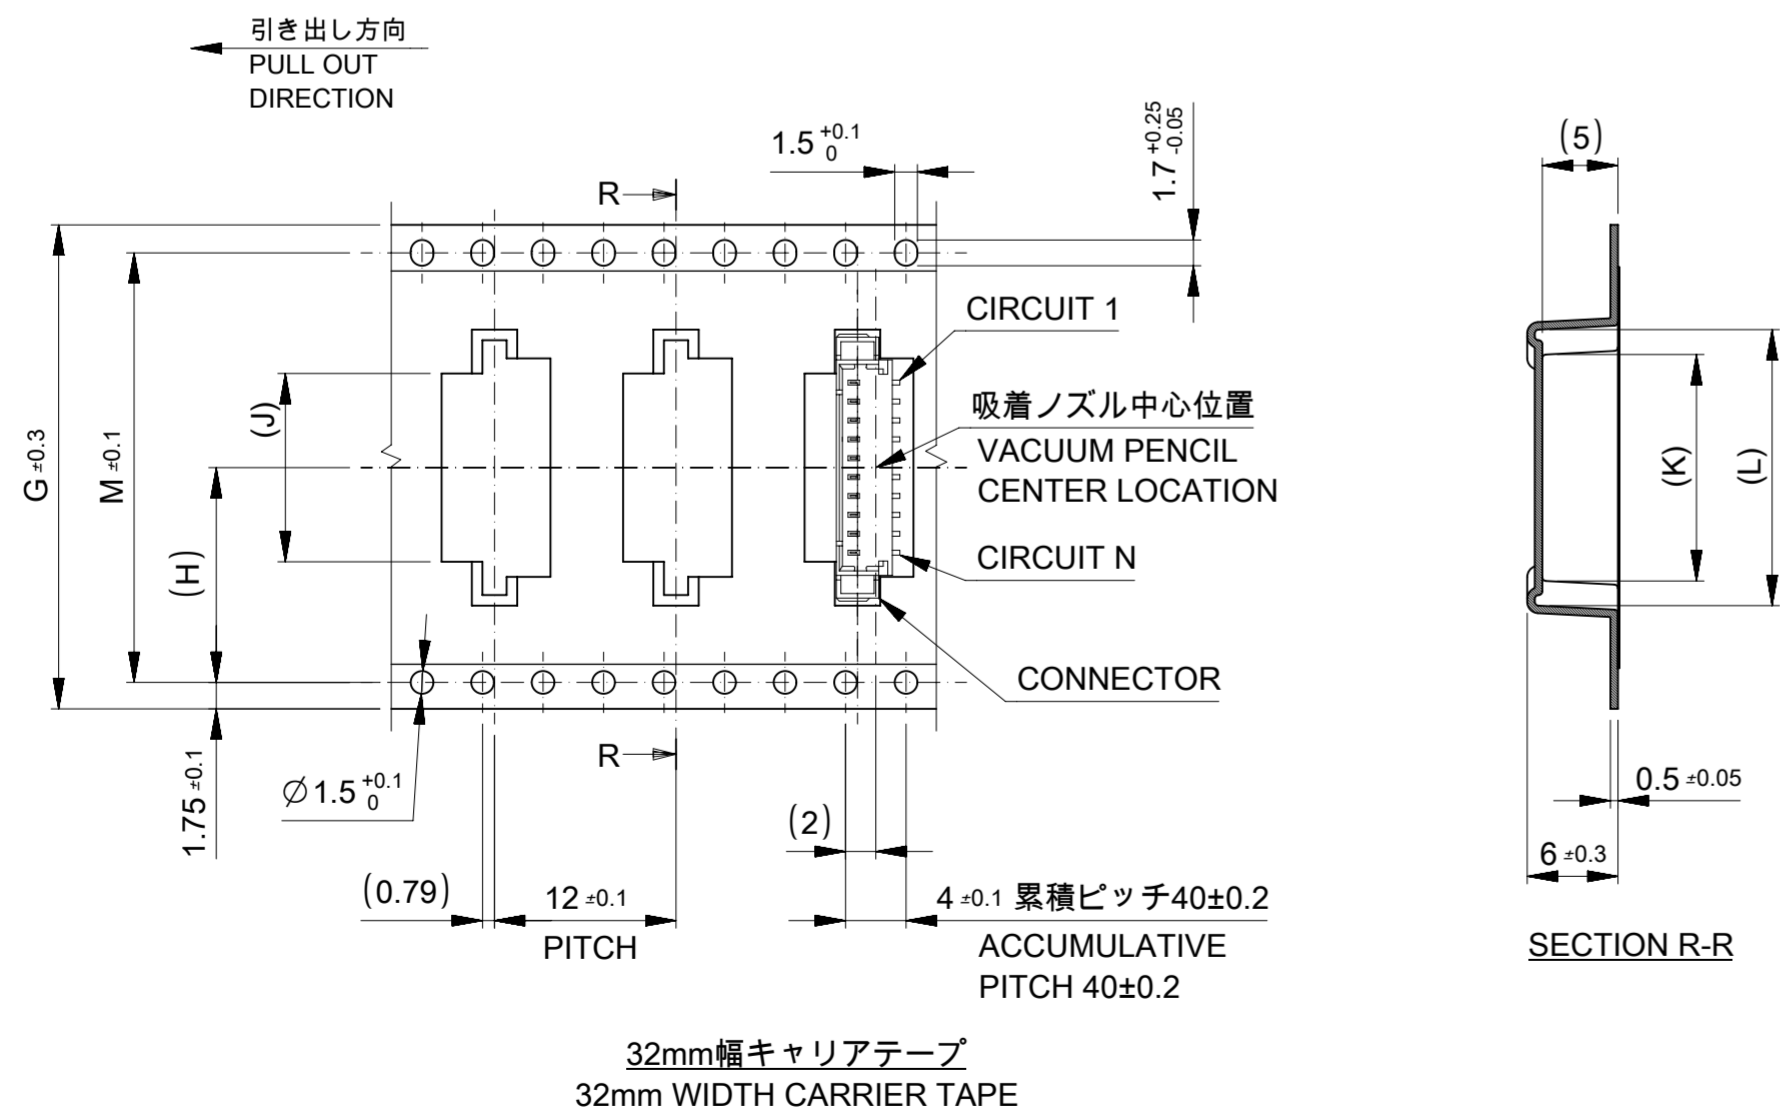 引き出し方向
PULL OUT
DIRECTION
1.5 +0.1 0
1.7 +0.25 -0.05
(5)
R
R
CIRCUIT 1
吸着ノズル中心位置
VACUUM PENCIL
CENTER LOCATION
CIRCUIT N
CONNECTOR
G ±0.3
M ±0.1
(J)
(H)
(K)
(L)
1.75 ±0.1
∅ 1.5 +0.1 0
(0.79)
12 ±0.1
PITCH
(2)
4 ±0.1 累積ピッチ40±0.2
ACCUMULATIVE
PITCH 40±0.2
0.5 ±0.05
6 ±0.3
SECTION R-R
32mm幅キャリアテープ
32mm WIDTH CARRIER TAPE